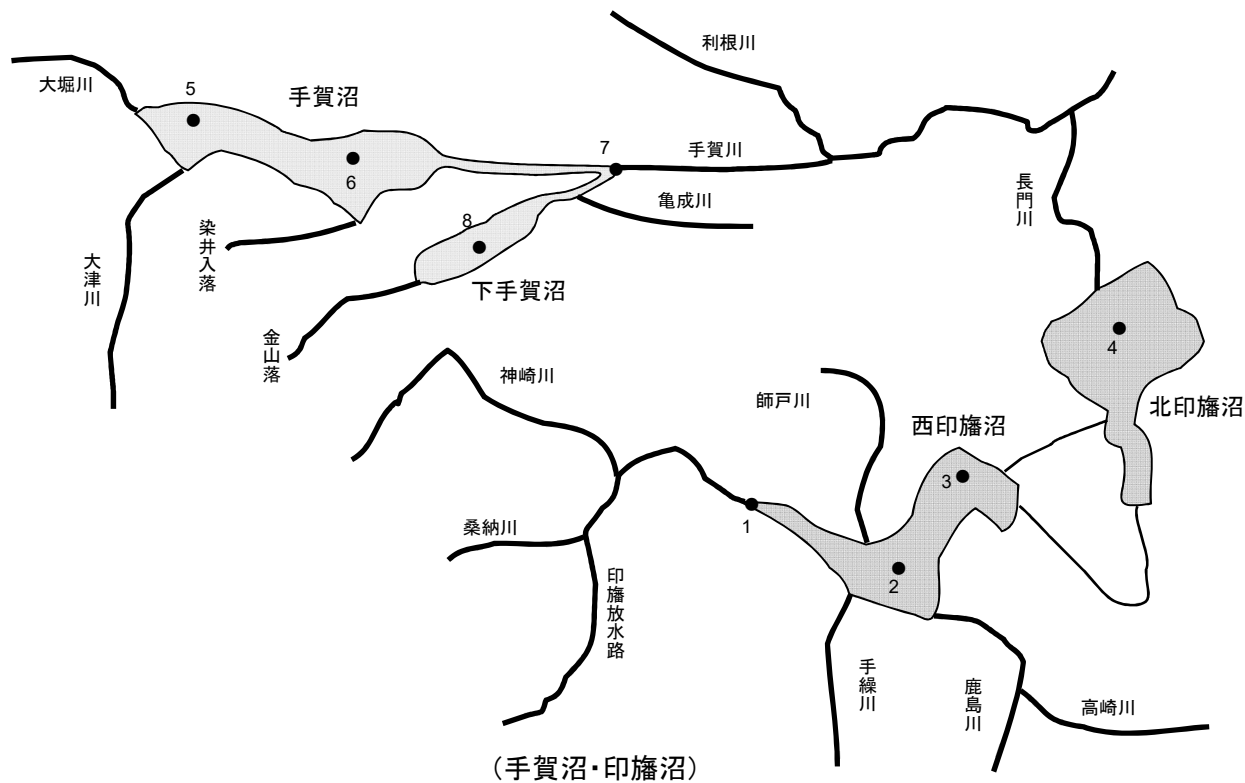 利根川
大堀川
5
手賀沼
7
手賀川
6
亀成川
長門川
染井入落
8
大津川
下手賀沼
金山落
4
神崎川
師戸川
北印旛沼
西印旛沼
3
1
桑納川
2
印旛放水路
手繰川
鹿島川
高崎川
(手賀沼・印旛沼)